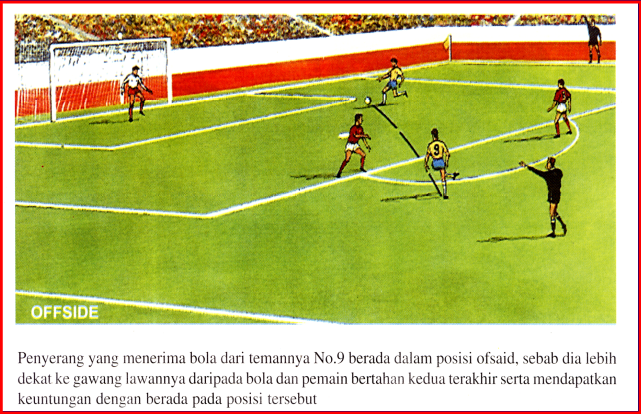 9
OFFSIDE
Penyerang yang menerima bola dari temannya No.9 berada dalam posisi ofsaid, sebab dia lebih
dekat ke gawang lawannya daripada bola dan pemain bertahan kedua terakhir serta mendapatkan
keuntungan dengan berada pada posisi tersebut